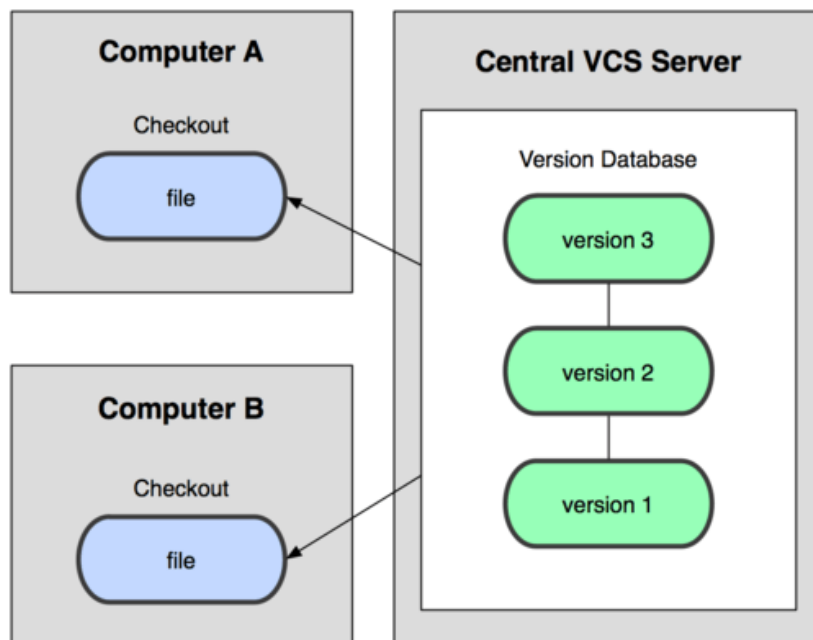 Computer A
Checkout
file
Computer B
Checkout
file
Central VCS Server
Version Database
version 3
version 2
version 1